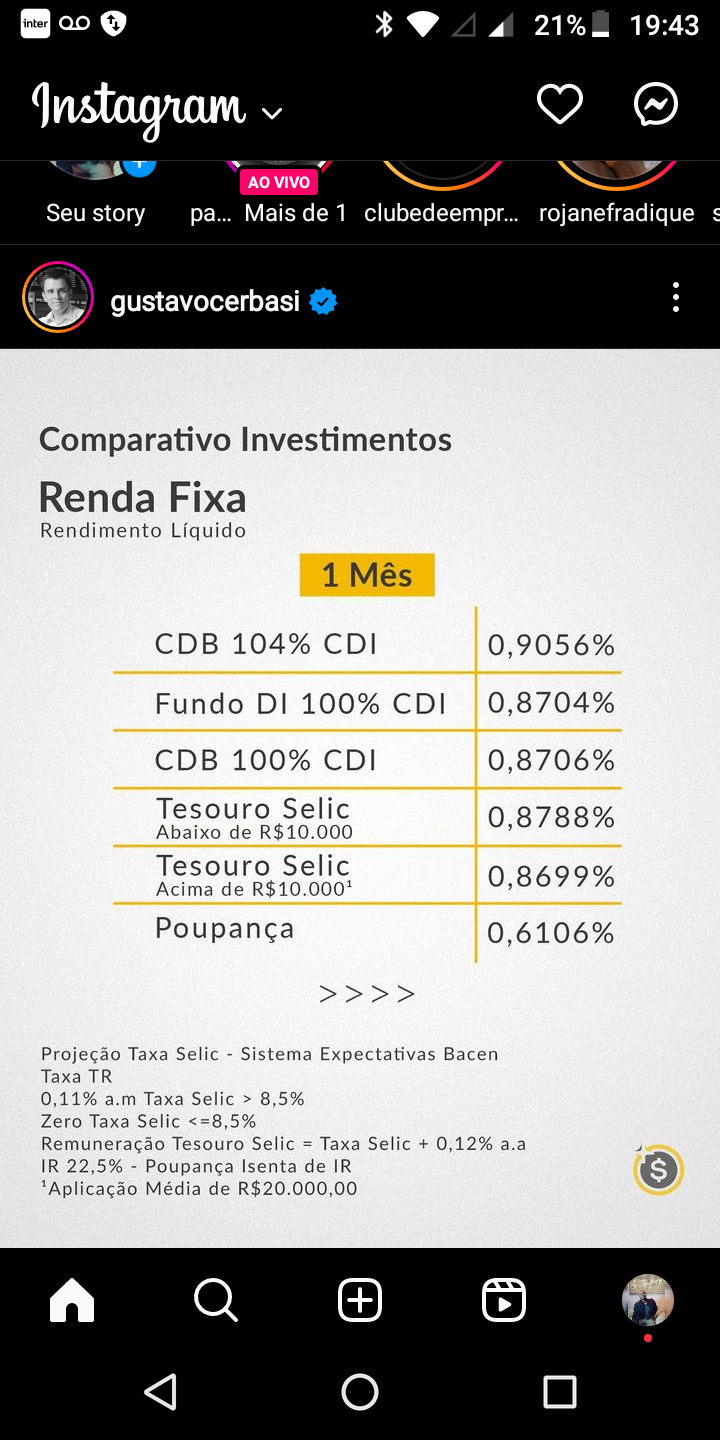 inter
21% 19:43
Instagram
AO VIVO
Seu story pa... Mais de 1 clubedeempr... rojanefradique s
gustavocerbasi
Comparativo Investimentos
Renda Fixa
Rendimento Líquido
1 Mês
CDB 104% CDI 0,9056%
Fundo DI 100% CDI 0,8704%
CDB 100% CDI 0,8706%
Tesouro Selic
Abaixo de R$10.000 0,8788%
Tesouro Selic
Acima de R$10.000¹ 0,8699%
Poupança 0,6106%
>>>>
Projeção Taxa Selic - Sistema Expectativas Bacen
Taxa TR
0,11% a.m Taxa Selic > 8,5%
Zero Taxa Selic <=8,5%
Remuneração Tesouro Selic = Taxa Selic + 0,12% a.a
IR 22,5% - Poupança Isenta de IR
¹Aplicação Média de R$20.000,00
$